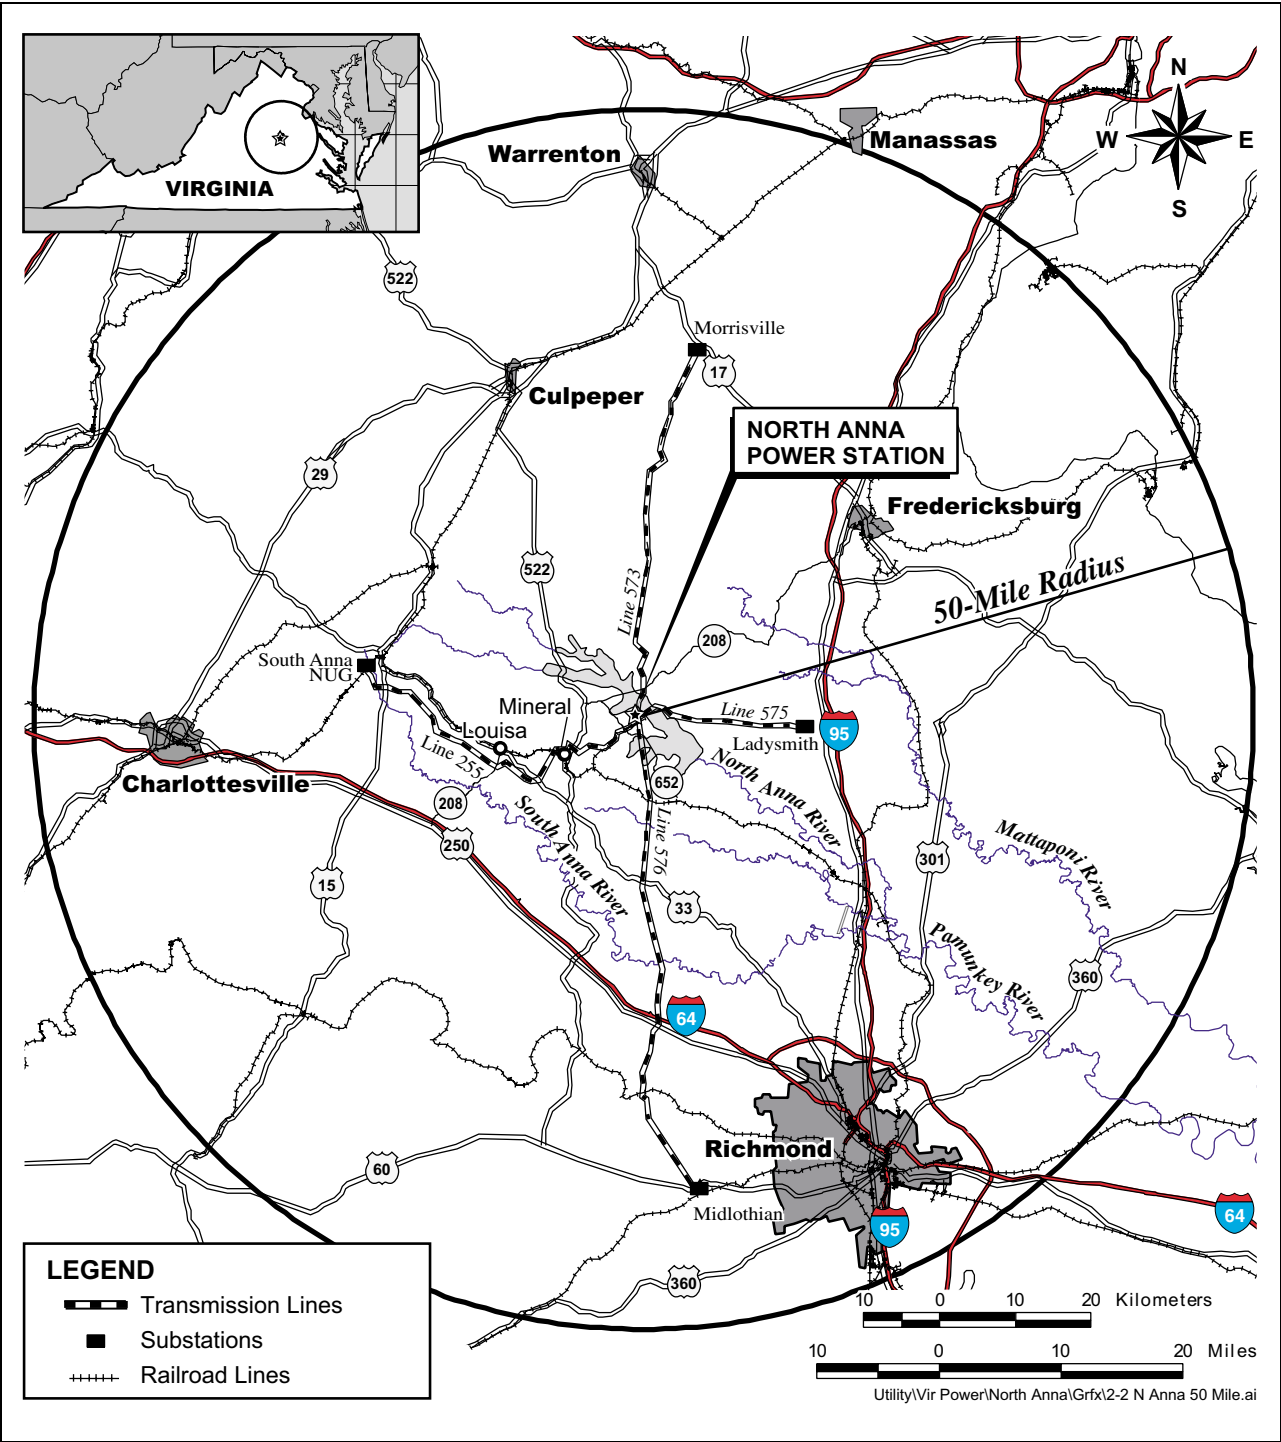 N
W
E
S
VIRGINIA
Warrenton
Manassas
522
Morrisville
17
Culpeper
NORTH ANNA
POWER STATION
29
Fredericksburg
522
50-Mile Radius
Line 573
208
South Anna
NUG
Mineral
Louisa
Line 575
Ladysmith
95
Line 255
Charlottesville
652
North Anna River
208
South Anna River
250
Line 576
Mattaponi River
301
15
33
Pamunkey River
360
64
Richmond
60
Midlothian
95
64
360
LEGEND
Transmission Lines
Substations
Railroad Lines
10 0 10 20 Kilometers
10 0 10 20 Miles
Utility\Vir Power\North Anna\Grfx\2-2 N Anna 50 Mile.ai